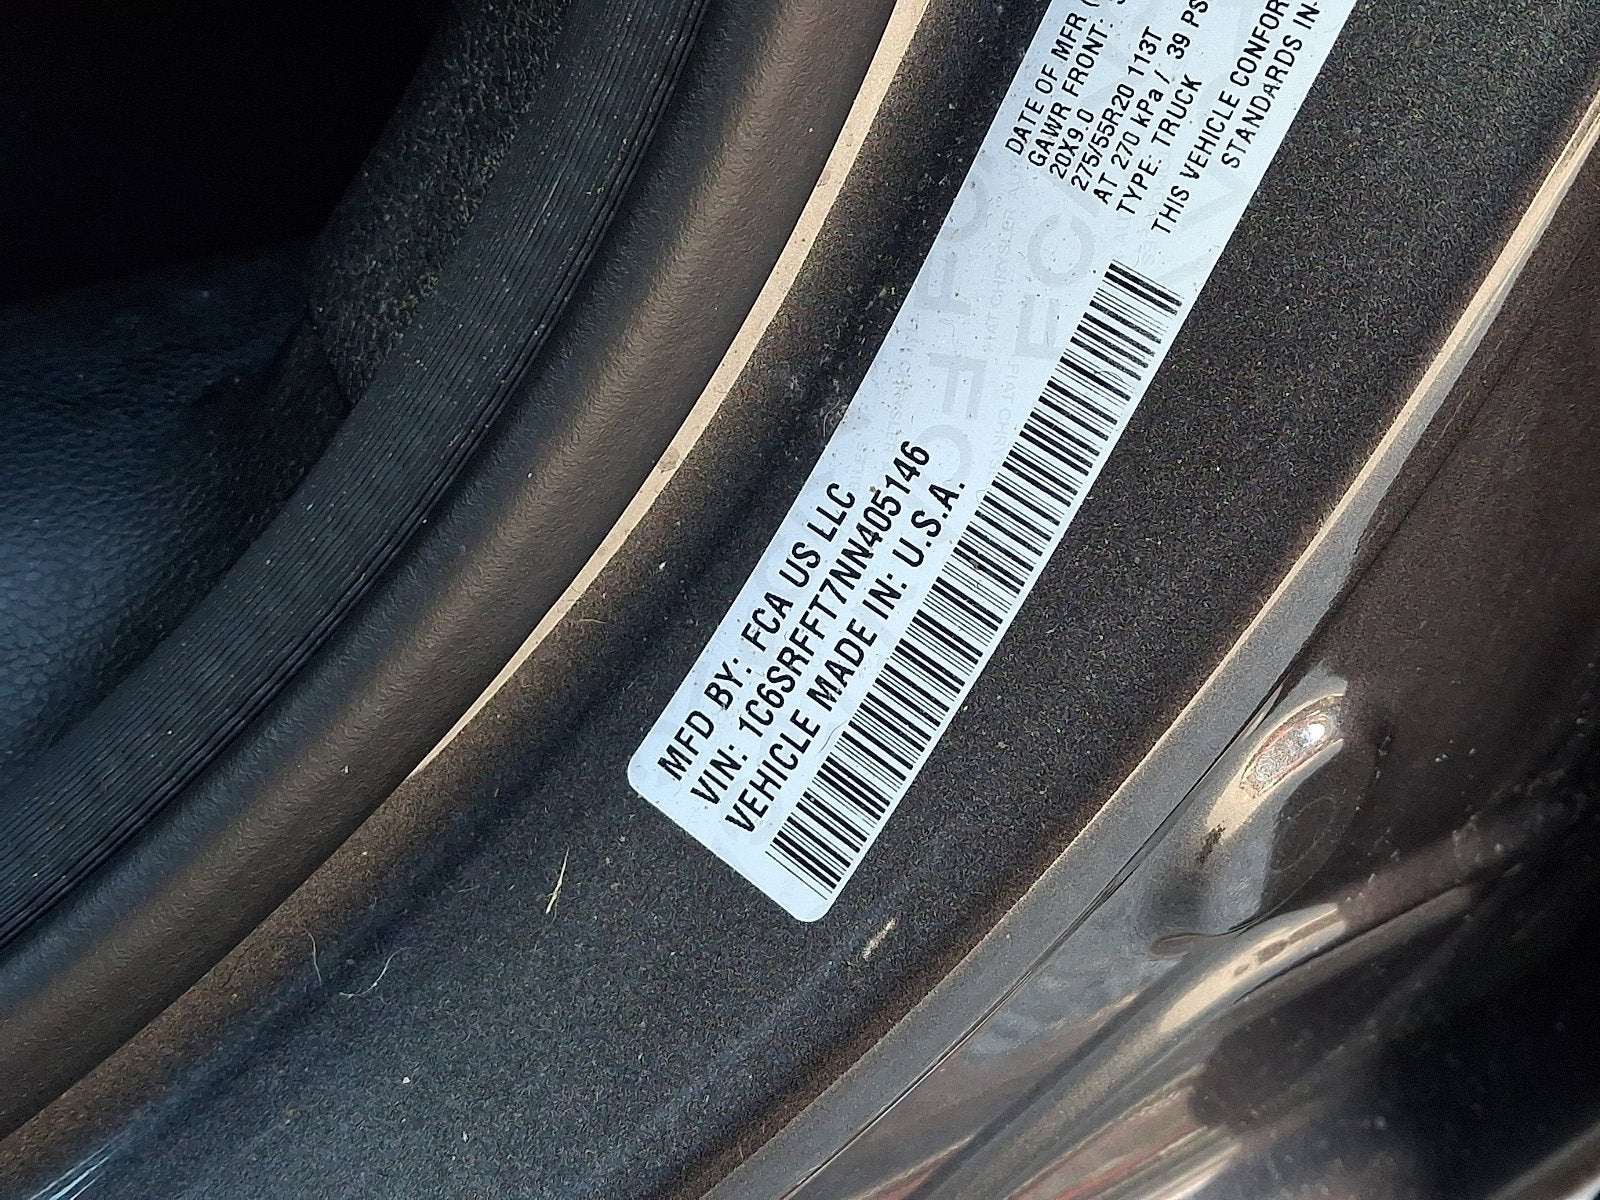 MFD BY: FCA US LLC
VIN: 1C6SRFFT7NN405146
VEHICLE MADE IN: U.S.A.
DATE OF MFR
GAWR FRONT:
20X9.0
275/55R20 113T
AT 270 kPa / 39 PS
TYPE: TRUCK
THIS VEHICLE CONFOR
STANDARDS IN